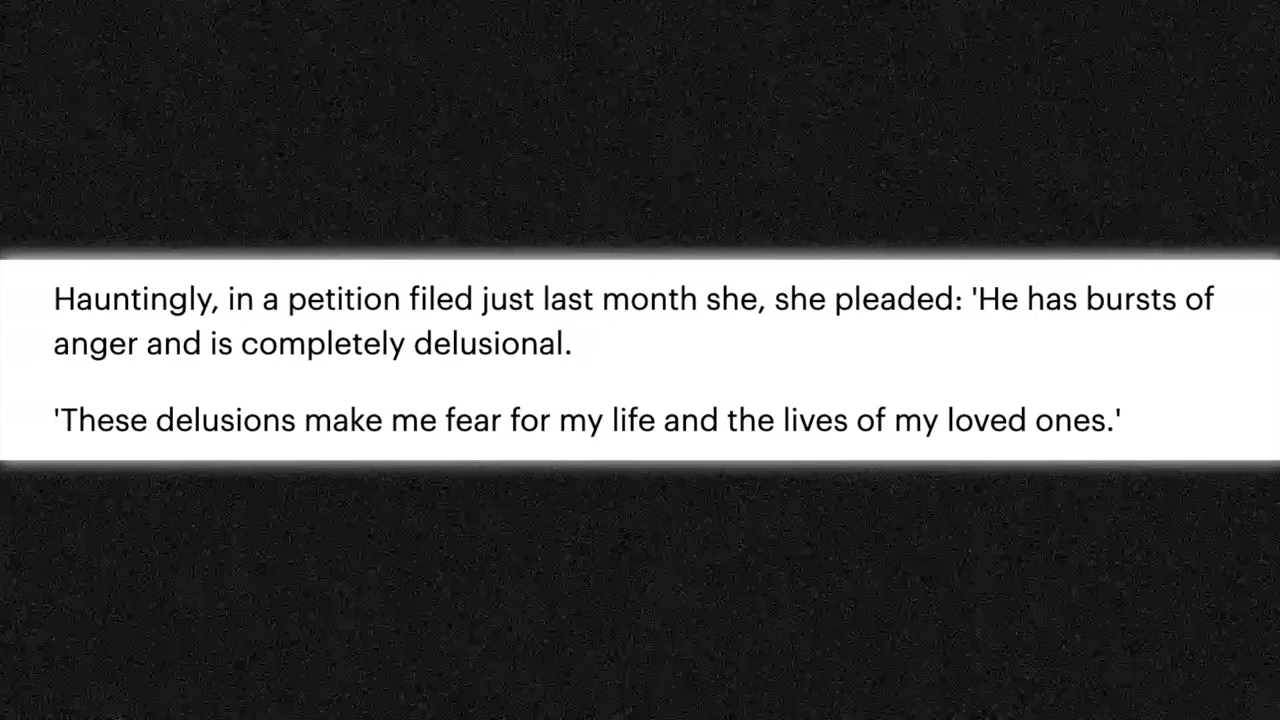 Hauntingly, in a petition filed just last month she, she pleaded: 'He has bursts of
anger and is completely delusional.
'These delusions make me fear for my life and the lives of my loved ones.'